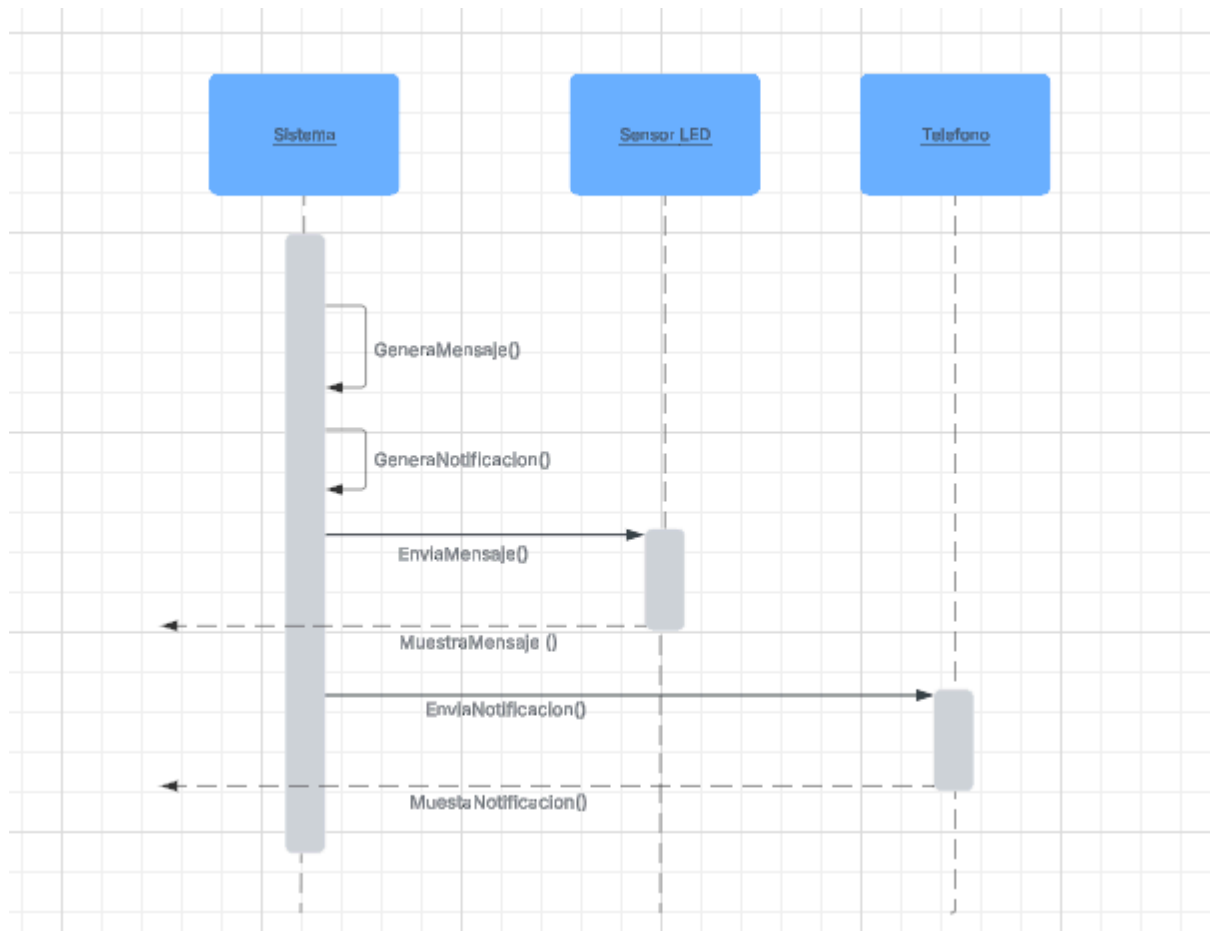 Sistema
Sensor LED
Telefono
GeneraMensaje()
GeneraNotificacion()
EnviaMensaje()
MuestraMensaje ()
EnviaNotificacion()
MuestaNotificacion()